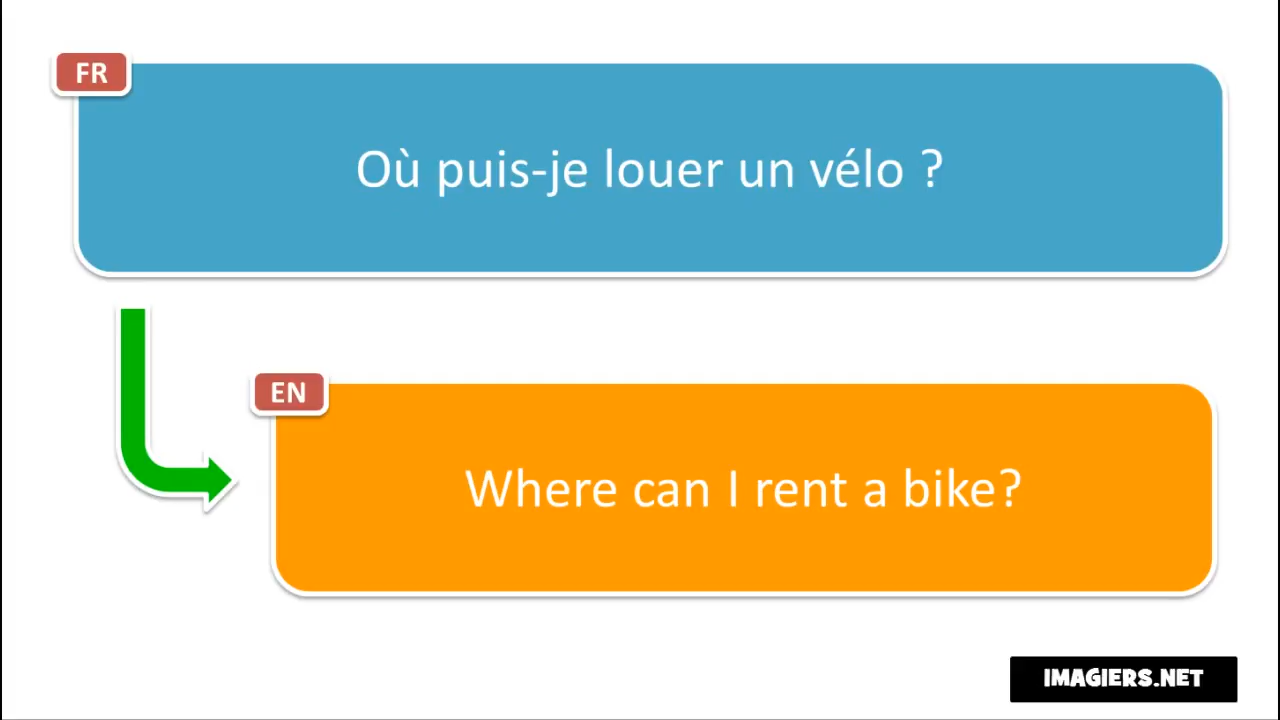 FR
Où puis-je louer un vélo ?
EN
Where can I rent a bike?
IMAGIERS.NET